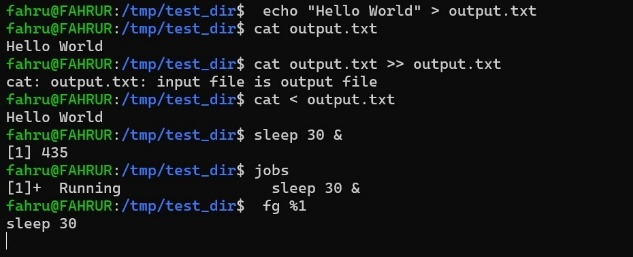 fahru@FAHRUR:/tmp/test_dir$  echo "Hello World" > output.txt
fahru@FAHRUR:/tmp/test_dir$ cat output.txt
Hello World
fahru@FAHRUR:/tmp/test_dir$ cat output.txt >> output.txt
cat: output.txt: input file is output file
fahru@FAHRUR:/tmp/test_dir$ cat < output.txt
Hello World
fahru@FAHRUR:/tmp/test_dir$ sleep 30 &
[1] 435
fahru@FAHRUR:/tmp/test_dir$ jobs
[1]+  Running                 sleep 30 &
fahru@FAHRUR:/tmp/test_dir$  fg %1
sleep 30